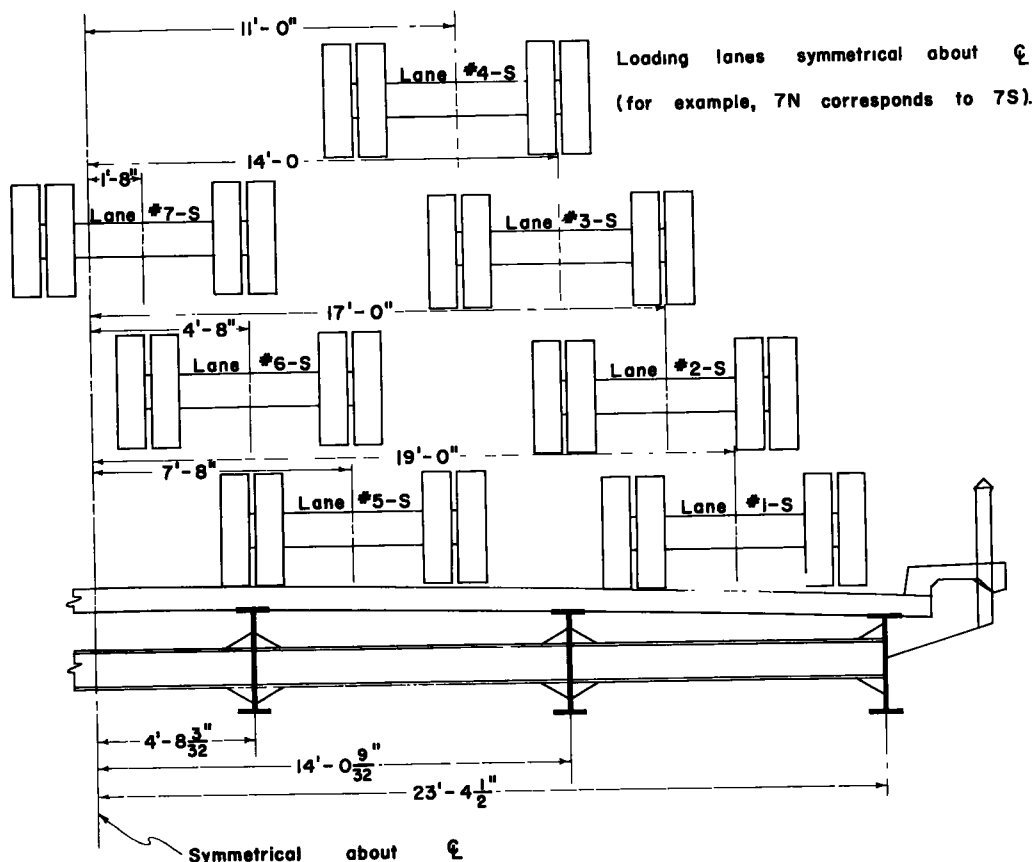 11'-0"
Lane #4-S
Loading lanes symmetrical about ℄
(for example, 7N corresponds to 7S).
14'-0
1'-8"
Lane #7-S
Lane #3-S
17'-0"
4'-8"
Lane #6-S
Lane #2-S
19'-0"
7'-8"
Lane #5-S
Lane #1-S
4'-8 3/32"
14'-0 9/32"
23'-4 1/2"
Symmetrical about ℄